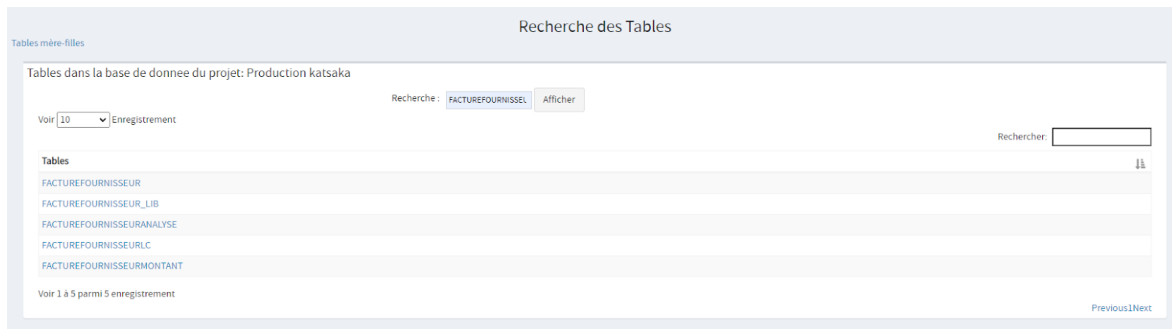 Recherche des Tables
Tables mère-filles
Tables dans la base de donnee du projet: Production katsaka
Recherche : FACTUREFOURNISSEL Afficher
Voir 10 Enregistrement
Rechercher:
Tables
FACTUREFOURNISSEUR
FACTUREFOURNISSEUR_LIB
FACTUREFOURNISSEURANALYSE
FACTUREFOURNISSEURLC
FACTUREFOURNISSEURMONTANT
Voir 1 à 5 parmi 5 enregistrement
Previous1Next